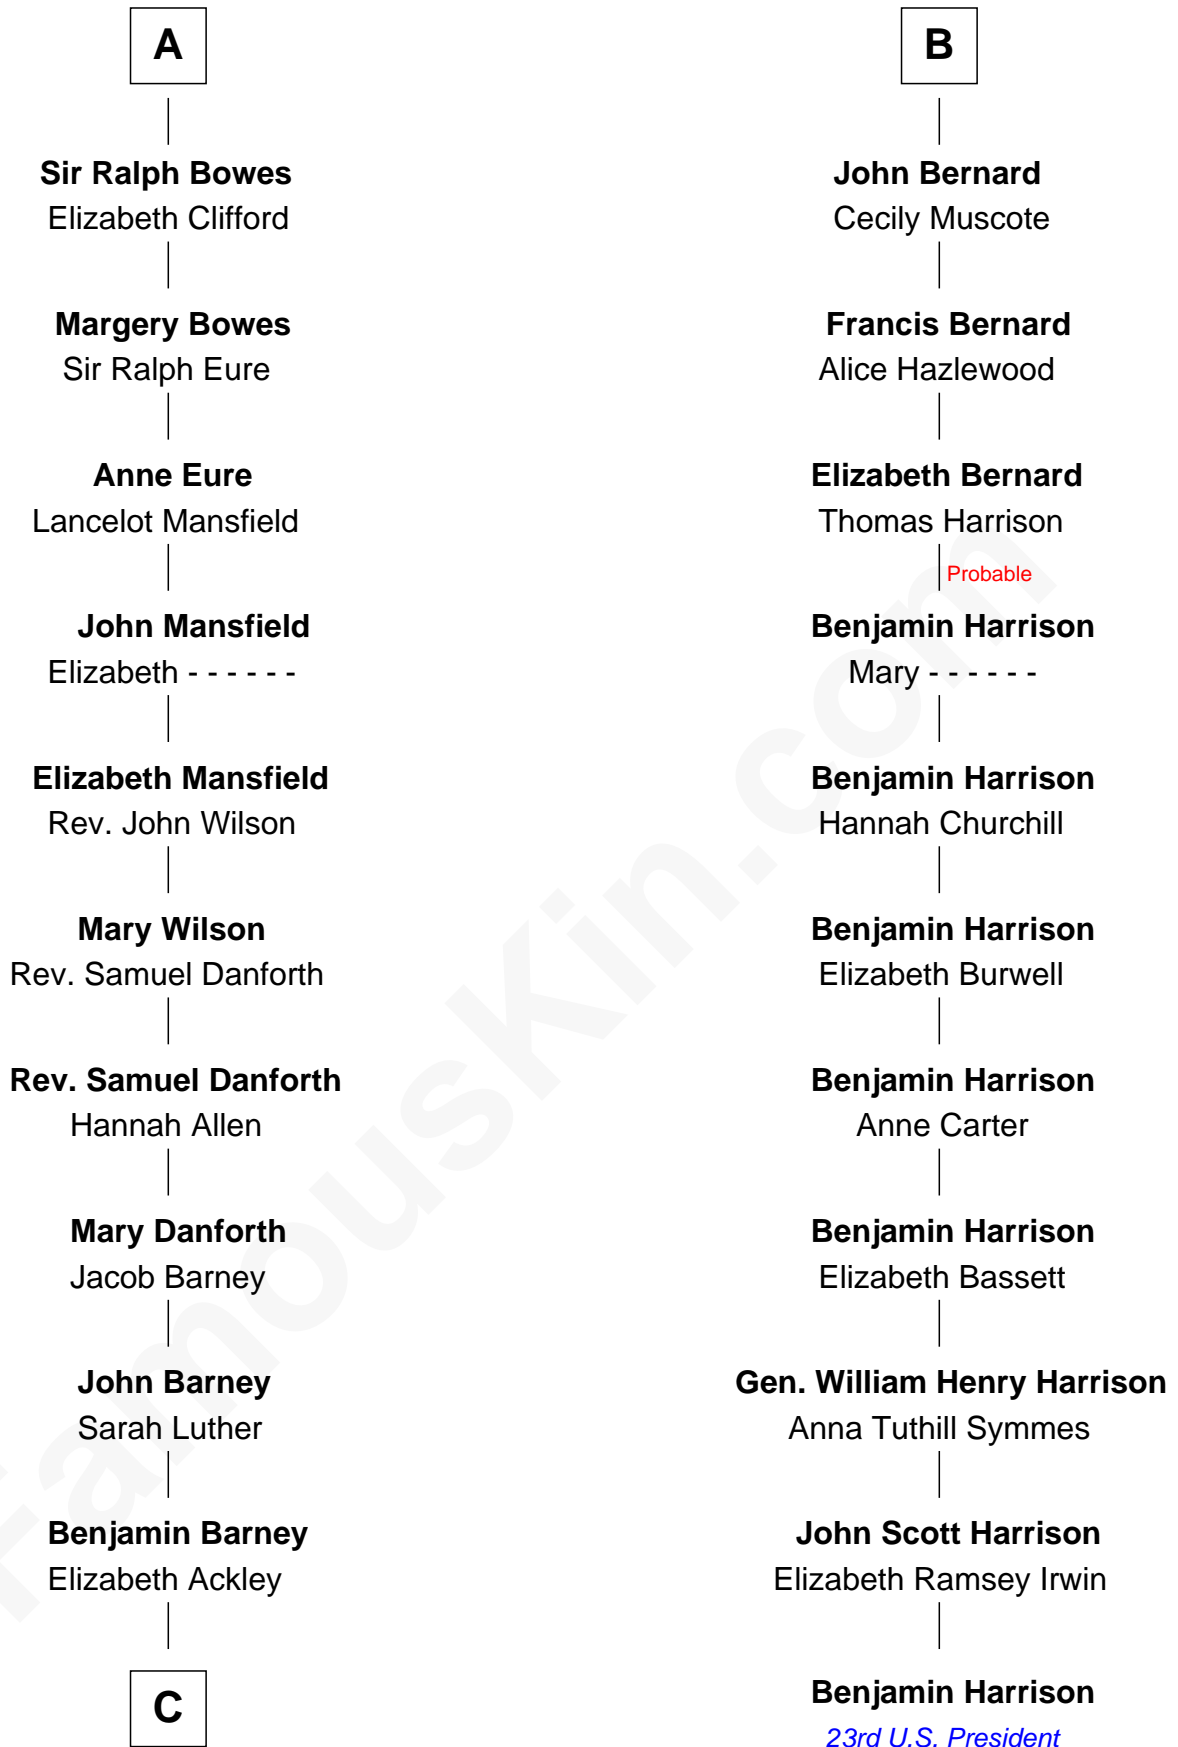 A
Sir Ralph Bowes
Elizabeth Clifford
Margery Bowes
Sir Ralph Eure
Anne Eure
Lancelot Mansfield
John Mansfield
Elizabeth - - - - - -
Elizabeth Mansfield
Rev. John Wilson
Mary Wilson
Rev. Samuel Danforth
Rev. Samuel Danforth
Hannah Allen
Mary Danforth
Jacob Barney
John Barney
Sarah Luther
Benjamin Barney
Elizabeth Ackley
C
B
John Bernard
Cecily Muscote
Francis Bernard
Alice Hazlewood
Elizabeth Bernard
Thomas Harrison
Probable
Benjamin Harrison
Mary - - - - - -
Benjamin Harrison
Hannah Churchill
Benjamin Harrison
Elizabeth Burwell
Benjamin Harrison
Anne Carter
Benjamin Harrison
Elizabeth Bassett
Gen. William Henry Harrison
Anna Tuthill Symmes
John Scott Harrison
Elizabeth Ramsey Irwin
Benjamin Harrison
23rd U.S. President
FamousKin.com